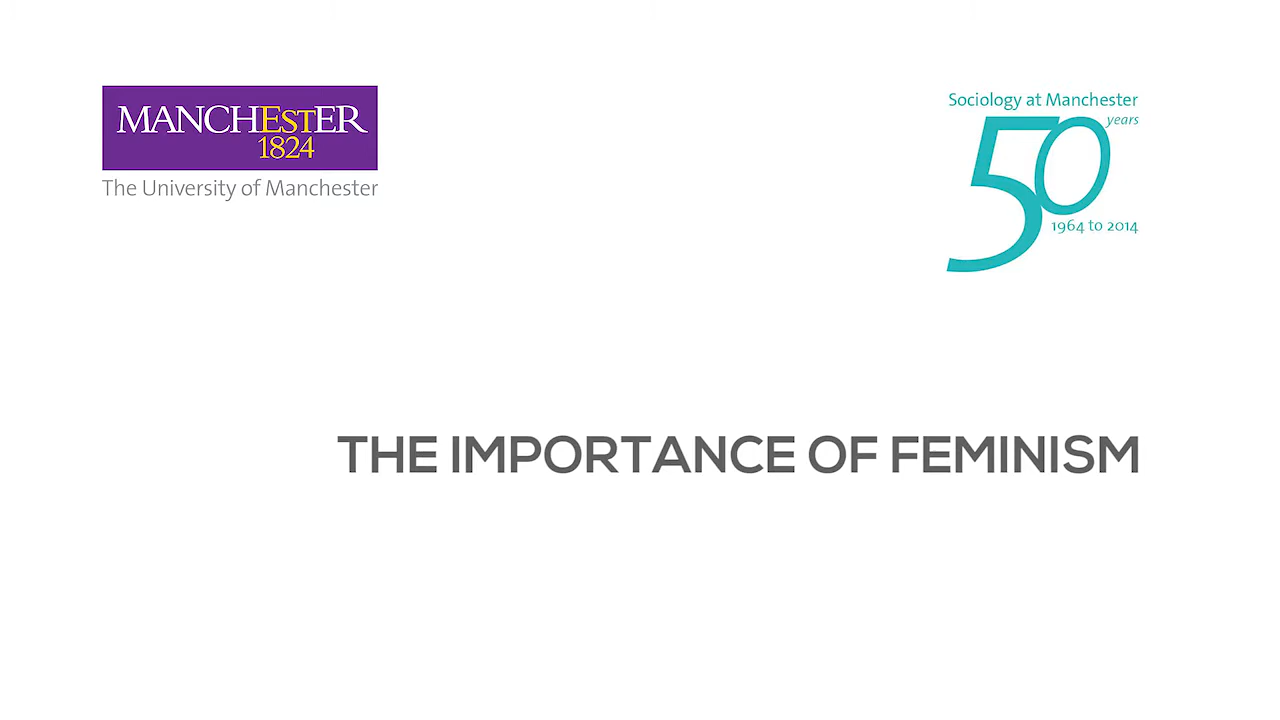 MANCHESTER
1824
The University of Manchester
Sociology at Manchester
50
years
1964 to 2014
THE IMPORTANCE OF FEMINISM